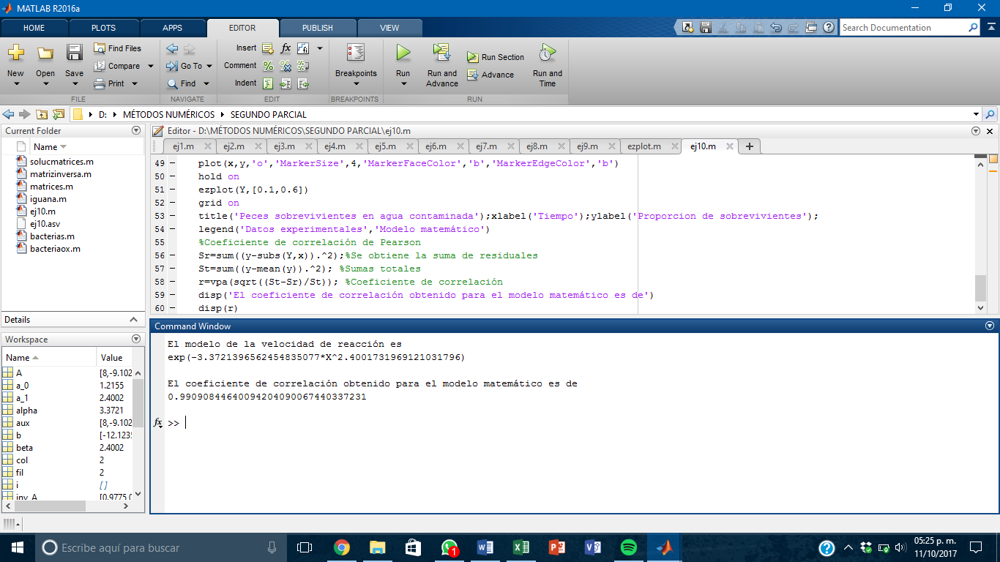 MATLAB R2016a
HOME PLOTS APPS EDITOR PUBLISH VIEW
Search Documentation
New
Open
Save
Find Files
Compare
Print
FILE
Go To
Find
NAVIGATE
Insert fx
Comment
Indent
EDIT
Breakpoints
BREAKPOINTS
Run
Run and Advance
Run Section
Advance
Run and Time
RUN
D: MÉTODOS NUMÉRICOS SEGUNDO PARCIAL
Current Folder
Name
solucmatrices.m
matrizinversa.m
matrices.m
iguana.m
ej10.m
ej10.asv
bacterias.m
bacteriaox.m
Details
Workspace
Name Value
A [8,-9.102
a_0 1.2155
a_1 2.4002
alpha 3.3721
aux [8,-9.102
b [-12.123
beta 2.4002
col 2
fil 2
i []
inv_A [0.9775,0
Editor - D:\MÉTODOS NUMÉRICOS\SEGUNDO PARCIAL\ej10.m
ej1.m ej2.m ej3.m ej4.m ej5.m ej6.m ej7.m ej8.m ej9.m ezplot.m ej10.m
49 – plot(x,y,'o','MarkerSize',4,'MarkerFaceColor','b','MarkerEdgeColor','b')
50 – hold on
51 – ezplot(Y,[0.1,0.6])
52 – grid on
53 – title('Peces sobrevivientes en agua contaminada');xlabel('Tiempo');ylabel('Proporcion de sobrevivientes');
54 – legend('Datos experimentales','Modelo matemático')
55 %Coeficiente de correlación de Pearson
56 – Sr=sum((y-subs(Y,x)).^2);%Se obtiene la suma de residuales
57 – St=sum((y-mean(y)).^2); %Sumas totales
58 – r=vpa(sqrt((St-Sr)/St)); %Coeficiente de correlación
59 – disp('El coeficiente de correlación obtenido para el modelo matemático es de')
60 – disp(r)
Command Window
El modelo de la velocidad de reacción es
exp(-3.3721396562454835077*X^2.4001731969121031796)
El coeficiente de correlación obtenido para el modelo matemático es de
0.99090844640094204090067440337231
fx >>
Escribe aquí para buscar
1
05:25 p. m.
11/10/2017